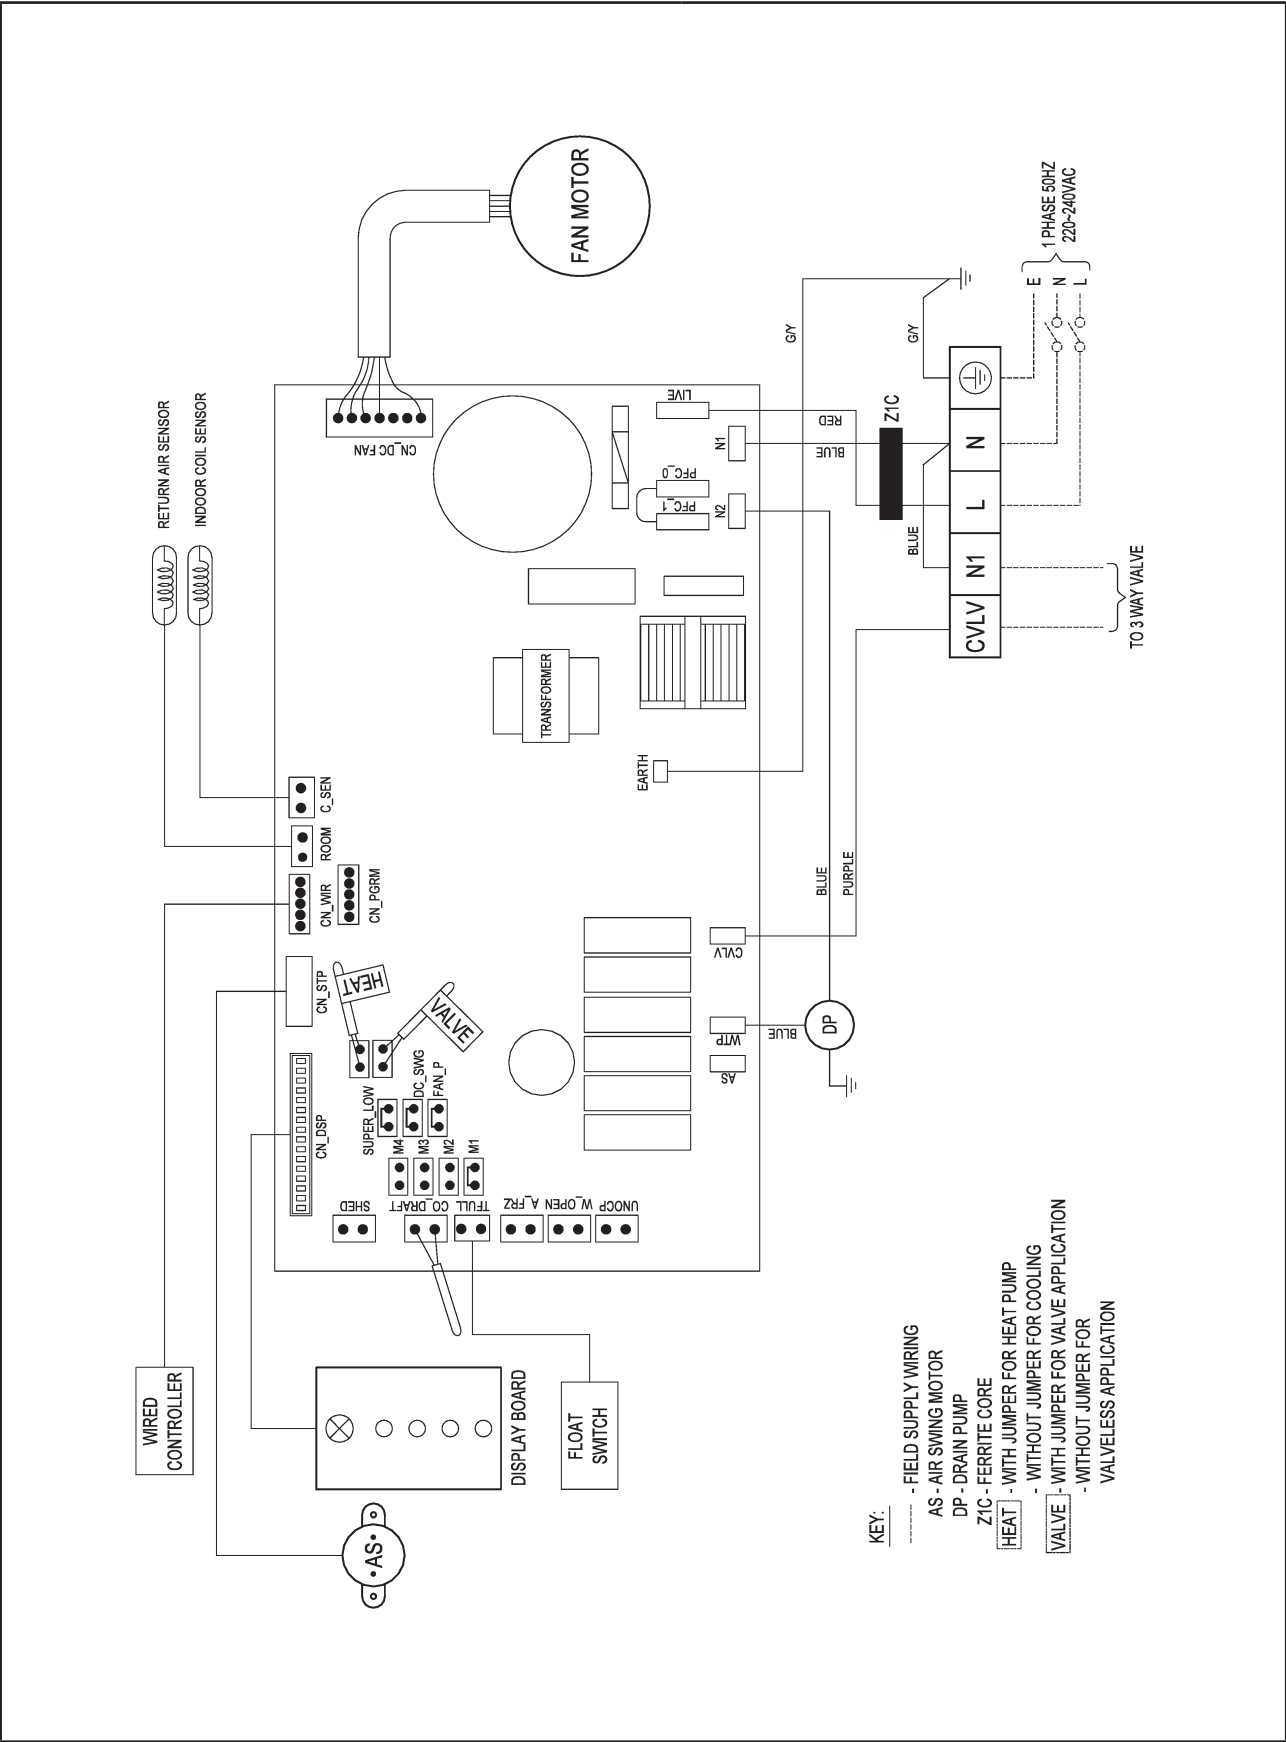 WIRED
CONTROLLER
RETURN AIR SENSOR
INDOOR COIL SENSOR
AS
DISPLAY BOARD
FLOAT
SWITCH
CN_DSP
CN_STP
CN_WIR
ROOM
C_SEN
CN_PGRM
CN_DC FAN
FAN MOTOR
HEAT
VALVE
SUPER_LOW
DC_SWG
FAN_P
M4
M3
M2
M1
SHED
CO_DRAFT
TFULL
A_FRZ
W_OPEN
UNOCP
TRANSFORMER
EARTH
PFC_1
PFC_0
N2
N1
LIVE
AS
WTP
CVLV
BLUE
DP
BLUE
PURPLE
BLUE
RED
G/Y
G/Y
BLUE
Z1C
CVLV
N1
L
N
TO 3 WAY VALVE
E
N
L
1 PHASE 50HZ
220~240VAC
KEY:
- FIELD SUPPLY WIRING
AS - AIR SWING MOTOR
DP - DRAIN PUMP
Z1C - FERRITE CORE
HEAT - WITH JUMPER FOR HEAT PUMP
- WITHOUT JUMPER FOR COOLING
VALVE - WITH JUMPER FOR VALVE APPLICATION
- WITHOUT JUMPER FOR
VALVELESS APPLICATION